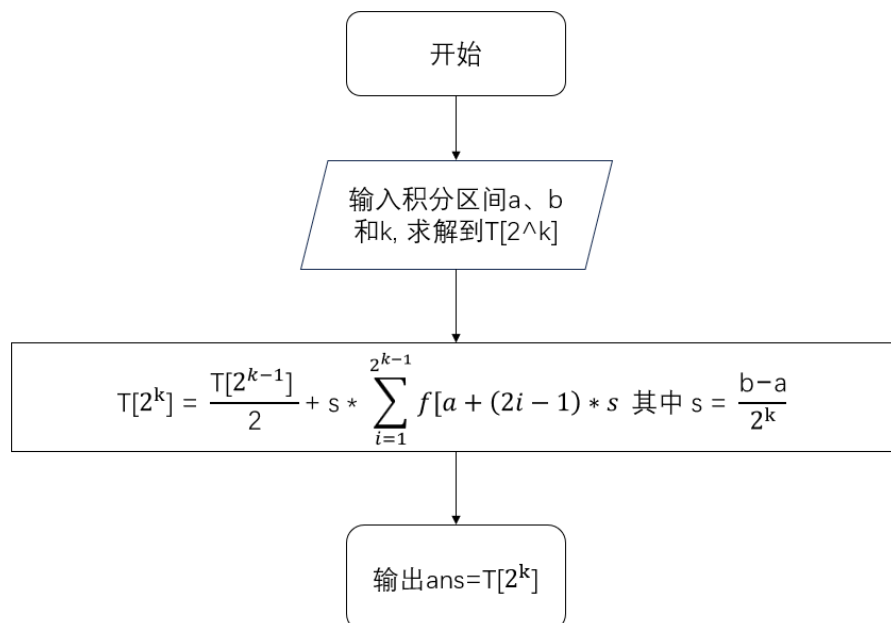 开始
输入积分区间a、b
和k, 求解到T[2^k]
T[2^k] = T[2^{k-1}]/2 + s * \sum_{i=1}^{2^{k-1}} f[a + (2i − 1) * s 其中 s = (b−a)/2^k
输出ans=T[2^k]